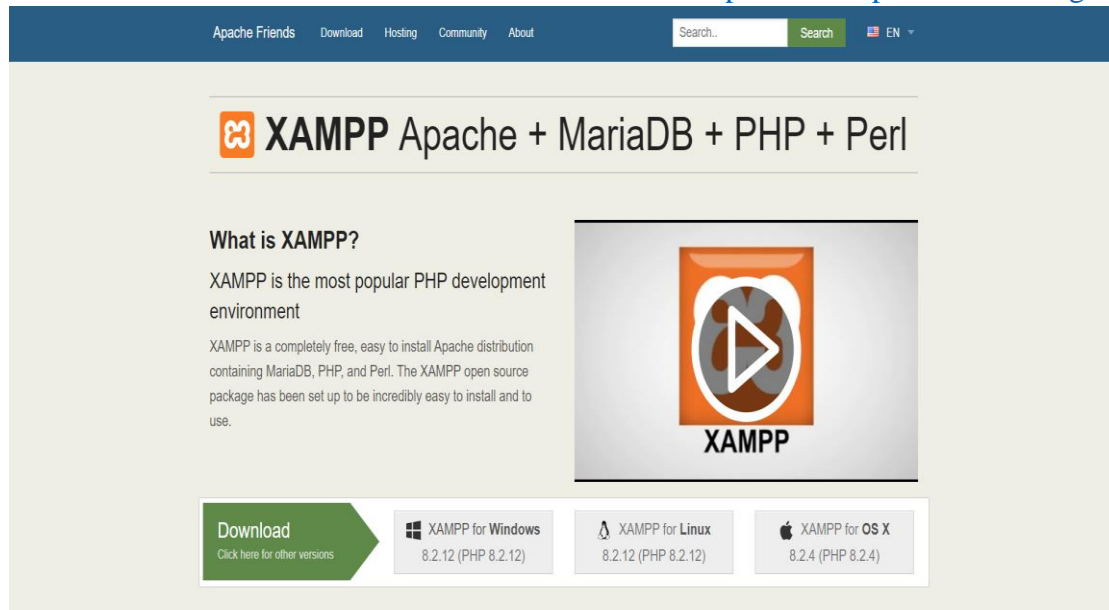 Apache Friends Download Hosting Community About Search.. Search EN
XAMPP Apache + MariaDB + PHP + Perl
What is XAMPP?
XAMPP is the most popular PHP development
environment
XAMPP is a completely free, easy to install Apache distribution
containing MariaDB, PHP, and Perl. The XAMPP open source
package has been set up to be incredibly easy to install and to
use.
XAMPP
Download
Click here for other versions
XAMPP for Windows
8.2.12 (PHP 8.2.12)
XAMPP for Linux
8.2.12 (PHP 8.2.12)
XAMPP for OS X
8.2.4 (PHP 8.2.4)